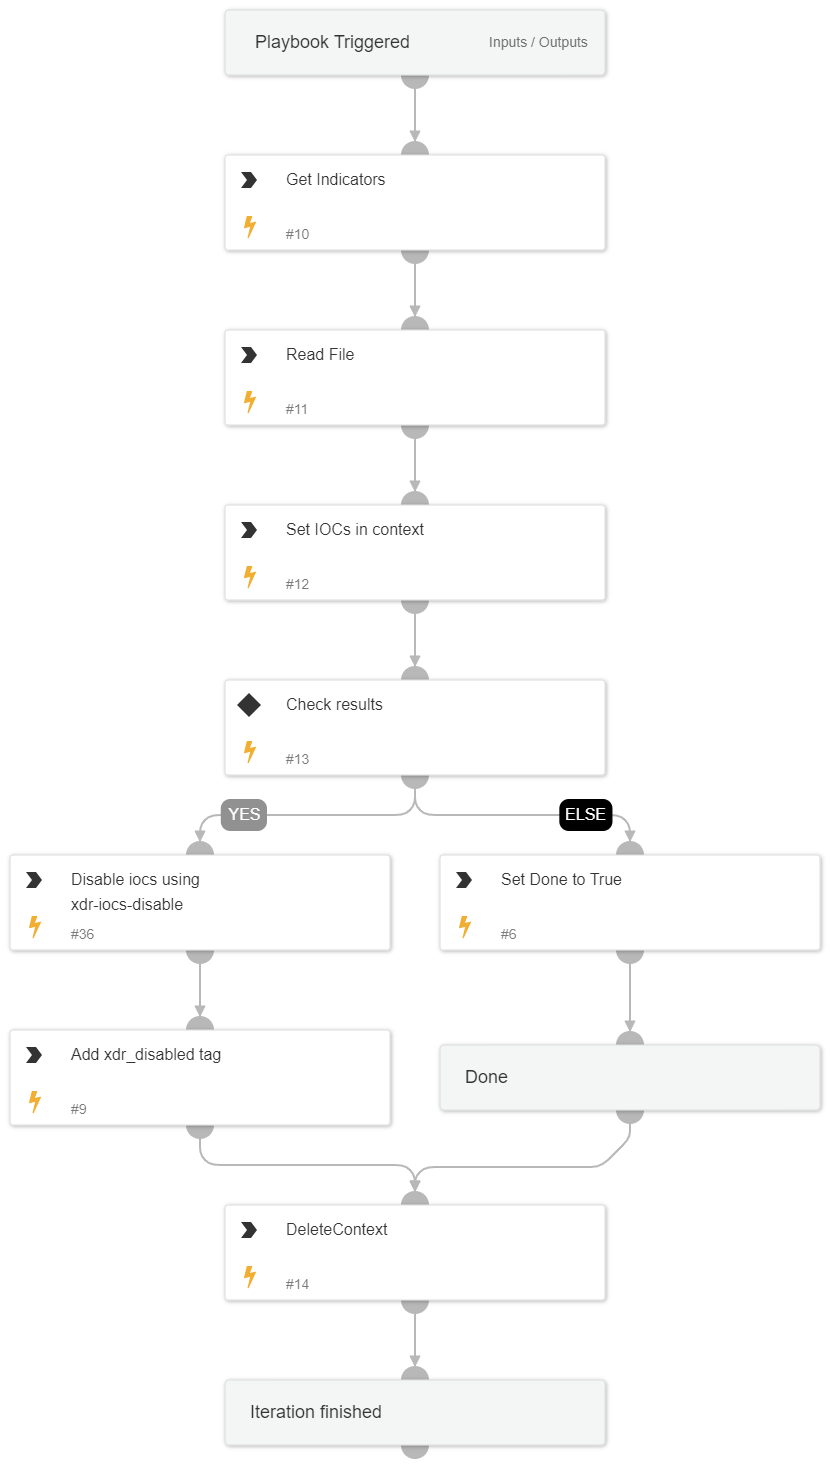 Playbook Triggered
Inputs / Outputs
Get Indicators
#10
Read File
#11
Set IOCs in context
#12
Check results
#13
YES
ELSE
Disable iocs using
xdr-iocs-disable
#36
Set Done to True
#6
Add xdr_disabled tag
#9
Done
DeleteContext
#14
Iteration finished